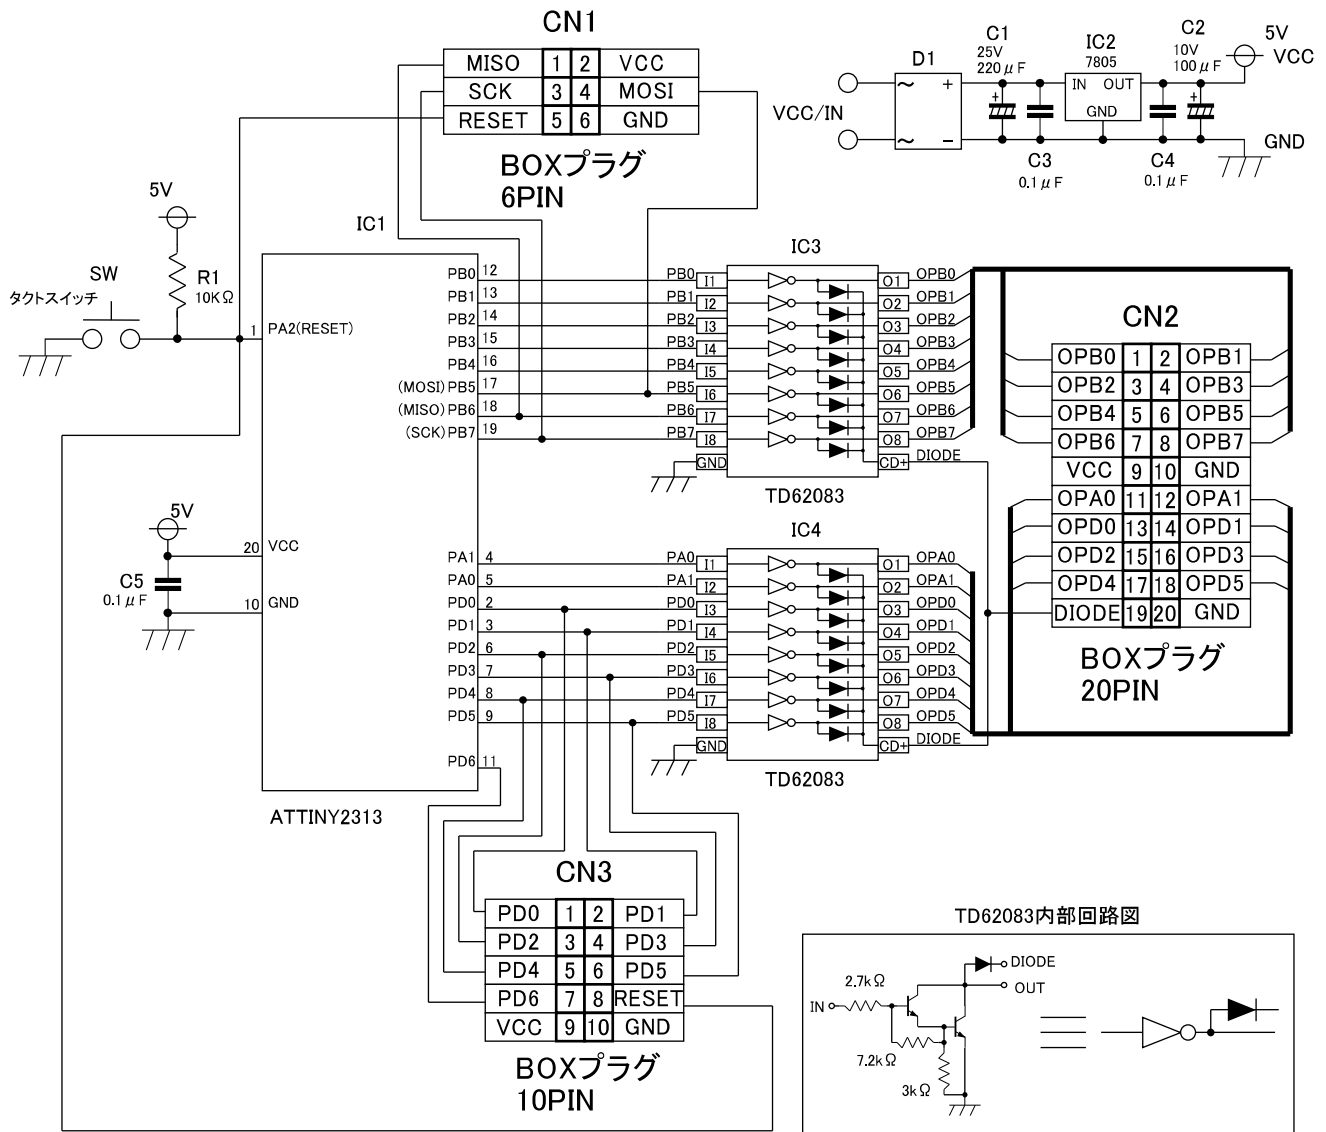 CN1
MISO 1 2 VCC
SCK 3 4 MOSI
RESET 5 6 GND
BOXプラグ
6PIN
D1
VCC/IN
~ +
~ −
C1
25V
220μF
+
C3
0.1μF
IC2
7805
IN OUT
GND
C2
10V
100μF
+
C4
0.1μF
5V
VCC
GND
5V
R1
10KΩ
SW
タクトスイッチ
IC1
1 PA2(RESET)
5V
20 VCC
C5
0.1μF
10 GND
PB0 12
PB1 13
PB2 14
PB3 15
PB4 16
(MOSI)PB5 17
(MISO)PB6 18
(SCK)PB7 19
PA1 4
PA0 5
PD0 2
PD1 3
PD2 6
PD3 7
PD4 8
PD5 9
PD6 11
ATTINY2313
IC3
PB0 I1 O1 OPB0
PB1 I2 O2 OPB1
PB2 I3 O3 OPB2
PB3 I4 O4 OPB3
PB4 I5 O5 OPB4
PB5 I6 O6 OPB5
PB6 I7 O7 OPB6
PB7 I8 O8 OPB7
GND CD+ DIODE
TD62083
IC4
PA0 I1 O1 OPA0
PA1 I2 O2 OPA1
PD0 I3 O3 OPD0
PD1 I4 O4 OPD1
PD2 I5 O5 OPD2
PD3 I6 O6 OPD3
PD4 I7 O7 OPD4
PD5 I8 O8 OPD5
GND CD+ DIODE
TD62083
CN2
OPB0 1 2 OPB1
OPB2 3 4 OPB3
OPB4 5 6 OPB5
OPB6 7 8 OPB7
VCC 9 10 GND
OPA0 11 12 OPA1
OPD0 13 14 OPD1
OPD2 15 16 OPD3
OPD4 17 18 OPD5
DIODE 19 20 GND
BOXプラグ
20PIN
CN3
PD0 1 2 PD1
PD2 3 4 PD3
PD4 5 6 PD5
PD6 7 8 RESET
VCC 9 10 GND
BOXプラグ
10PIN
TD62083内部回路図
DIODE
OUT
2.7kΩ
IN
7.2kΩ
3kΩ